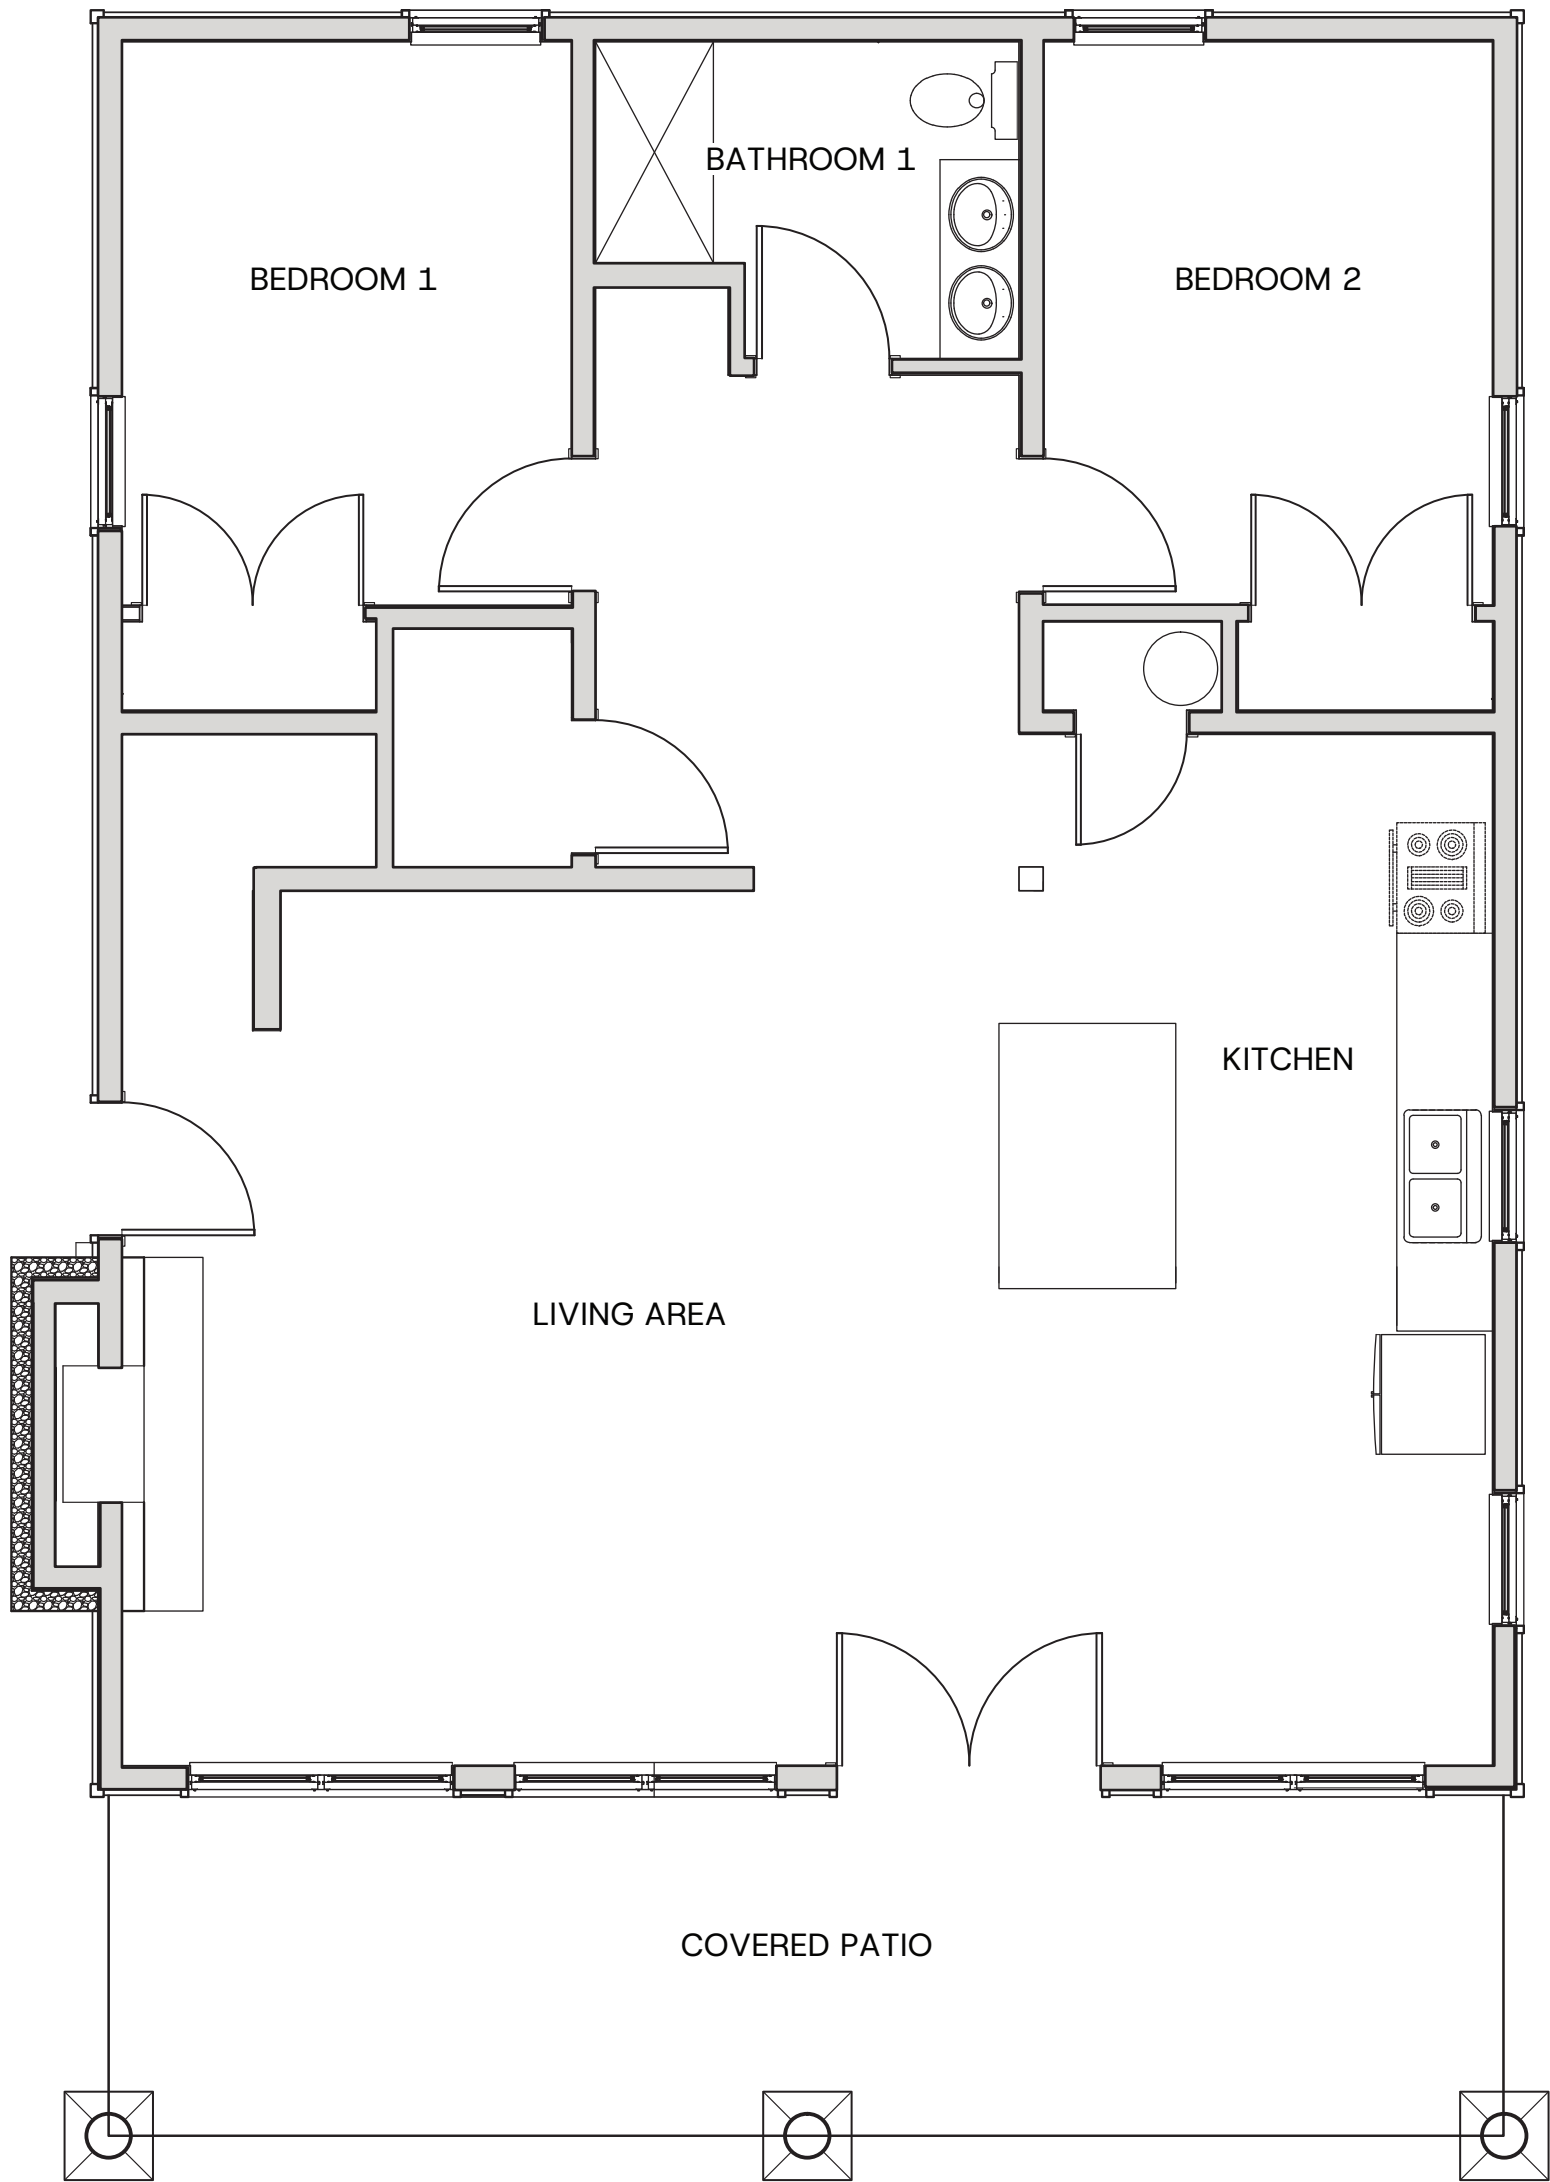 BATHROOM 1
BEDROOM 1
BEDROOM 2
KITCHEN
LIVING AREA
COVERED PATIO